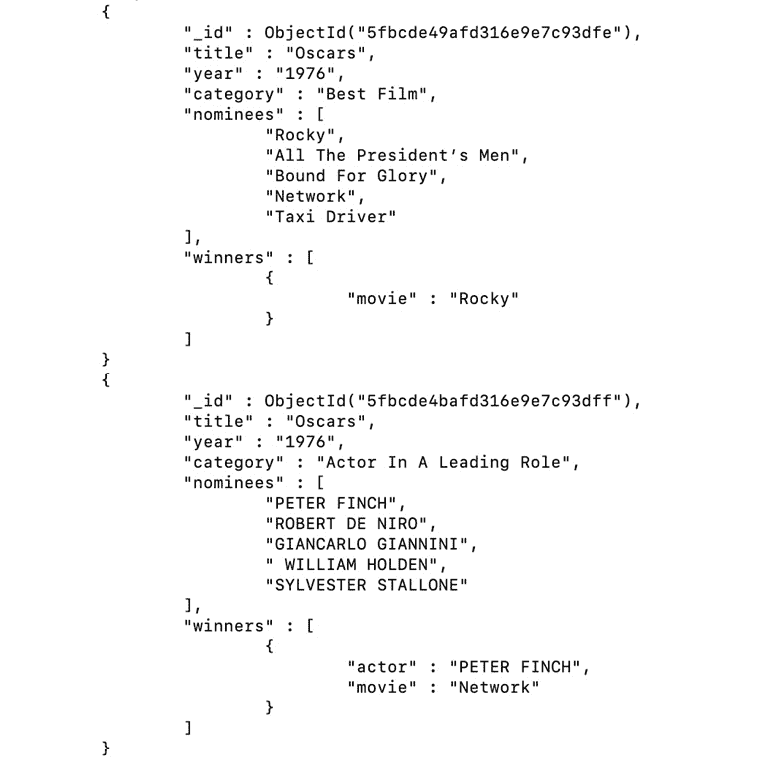 {
"_id" : ObjectId("5fbcde49afd316e9e7c93dfe"),
"title" : "Oscars",
"year" : "1976",
"category" : "Best Film",
"nominees" : [
"Rocky",
"All The President’s Men",
"Bound For Glory",
"Network",
"Taxi Driver"
],
"winners" : [
{
"movie" : "Rocky"
}
]
}
{
"_id" : ObjectId("5fbcde4bafd316e9e7c93dff"),
"title" : "Oscars",
"year" : "1976",
"category" : "Actor In A Leading Role",
"nominees" : [
"PETER FINCH",
"ROBERT DE NIRO",
"GIANCARLO GIANNINI",
" WILLIAM HOLDEN",
"SYLVESTER STALLONE"
],
"winners" : [
{
"actor" : "PETER FINCH",
"movie" : "Network"
}
]
}